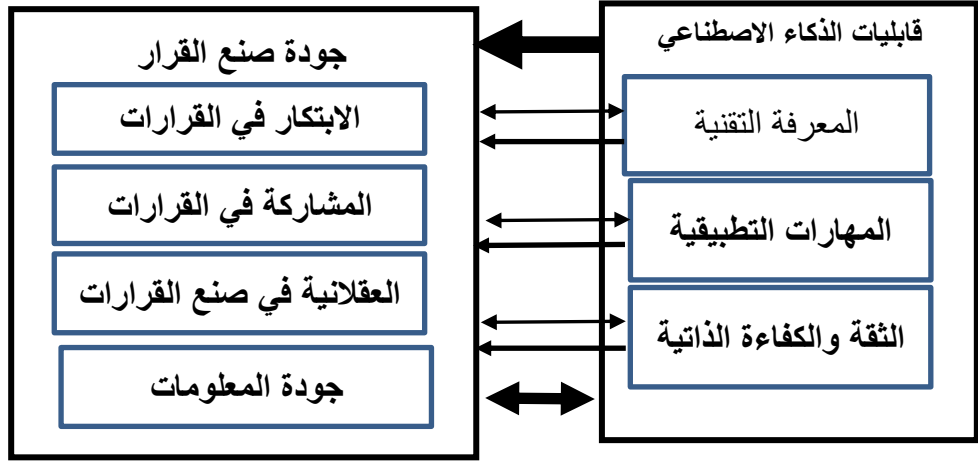 قابليات الذكاء الاصطناعي
المعرفة التقنية
المهارات التطبيقية
الثقة والكفاءة الذاتية
جودة صنع القرار
الابتكار في القرارات
المشاركة في القرارات
العقلانية في صنع القرارات
جودة المعلومات